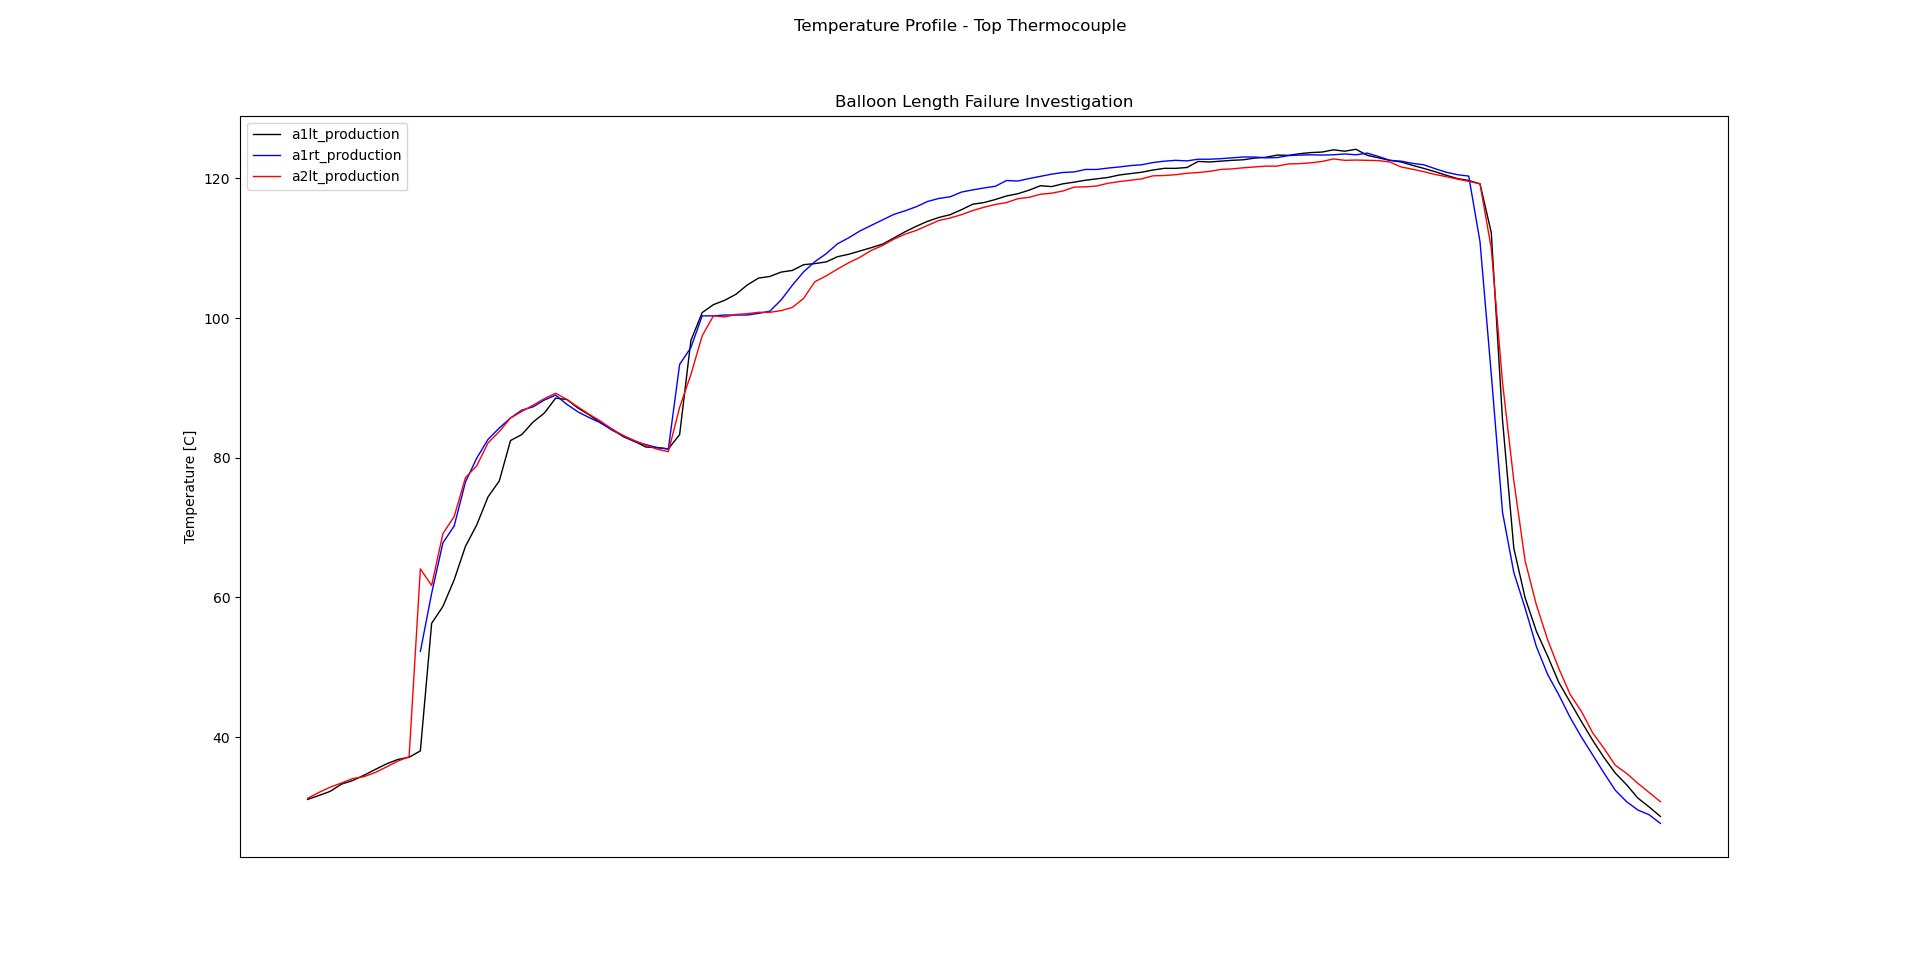 Temperature Profile - Top Thermocouple
Balloon Length Failure Investigation
a1lt_production
a1rt_production
a2lt_production
120
100
80
60
40
Temperature [C]